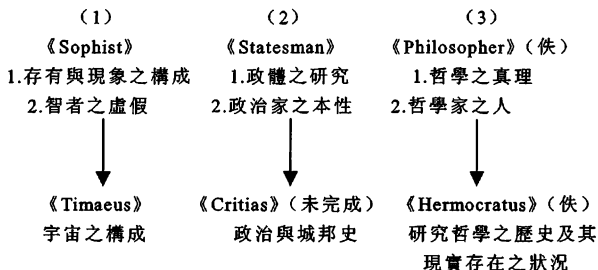 （1） （2） （3）
《Sophist》 《Statesman》 《Philosopher》（佚）
1.存有與現象之構成 1.政體之研究 1.哲學之真理
2.智者之虛假 2.政治家之本性 2.哲學家之人
《Timaeus》 《Critias》（未完成） 《Hermocratus》（佚）
宇宙之構成 政治與城邦史 研究哲學之歷史及其
現實存在之狀況